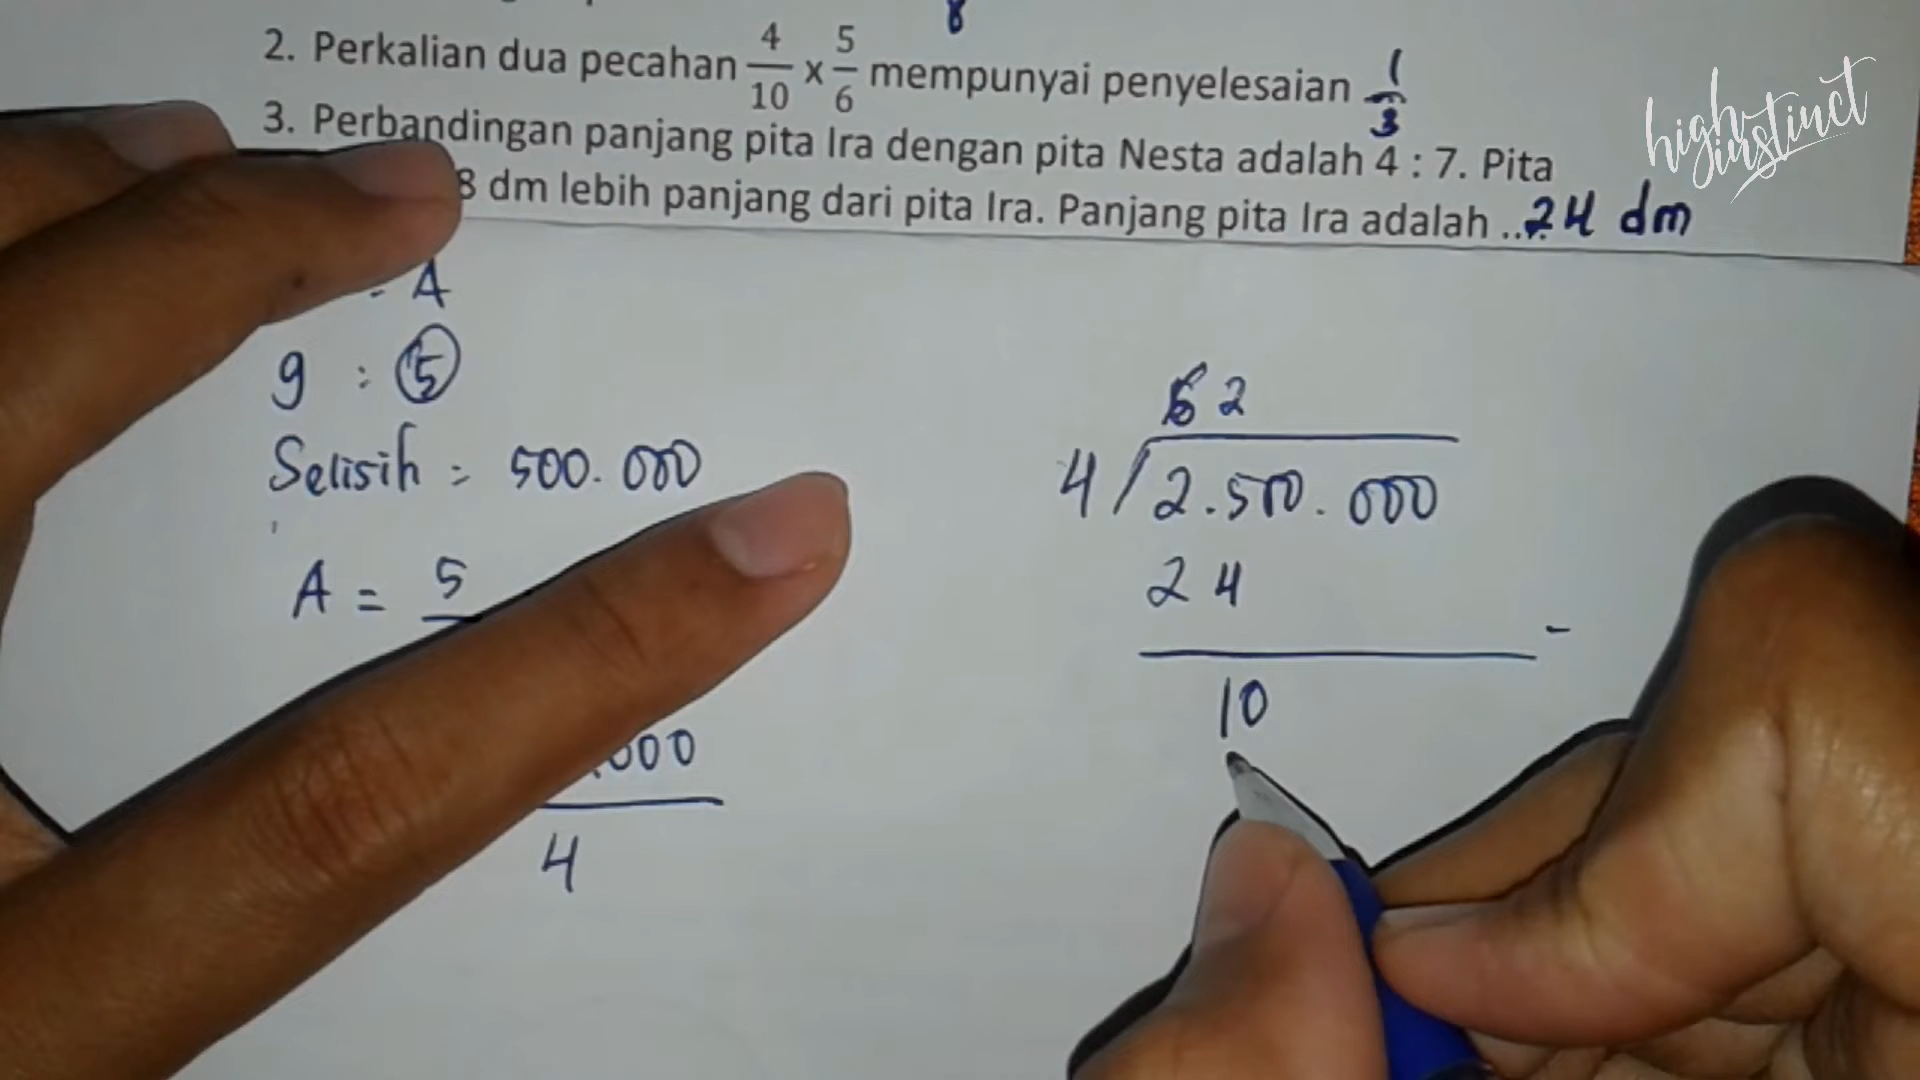 2. Perkalian dua pecahan 4/10 x 5/6 mempunyai penyelesaian 1/3
3. Perbandingan panjang pita Ira dengan pita Nesta adalah 4 : 7. Pita
8 dm lebih panjang dari pita Ira. Panjang pita Ira adalah .... 24 dm
high instinct
A
g : 5
Selisih = 500.000
A = 5
.000
4
62
4 / 2.500.000
24
-
10